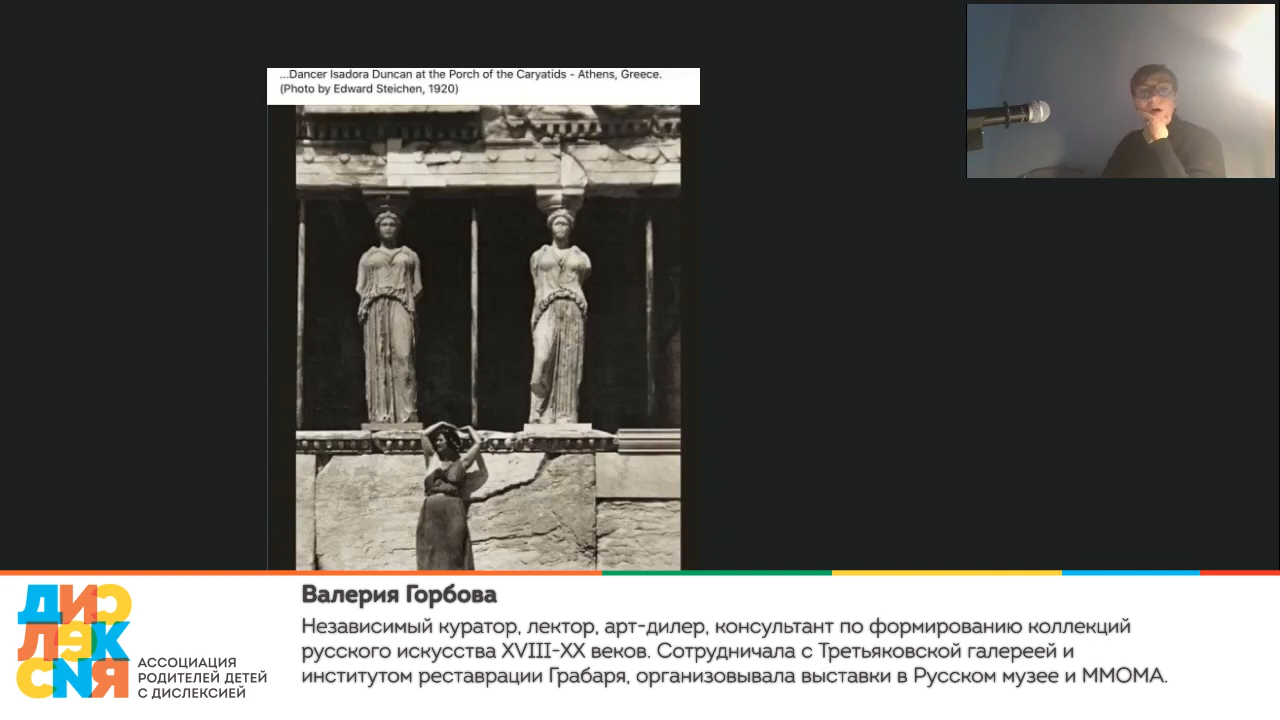 ...Dancer Isadora Duncan at the Porch of the Caryatids - Athens, Greece.
(Photo by Edward Steichen, 1920)
Валерия Горбова
Независимый куратор, лектор, арт-дилер, консультант по формированию коллекций
русского искусства XVIII-XX веков. Сотрудничала с Третьяковской галереей и
институтом реставрации Грабаря, организовывала выставки в Русском музее и ММОМА.
ДИС
ЛЕК
СИЯ
АССОЦИАЦИЯ
РОДИТЕЛЕЙ ДЕТЕЙ
С ДИСЛЕКСИЕЙ